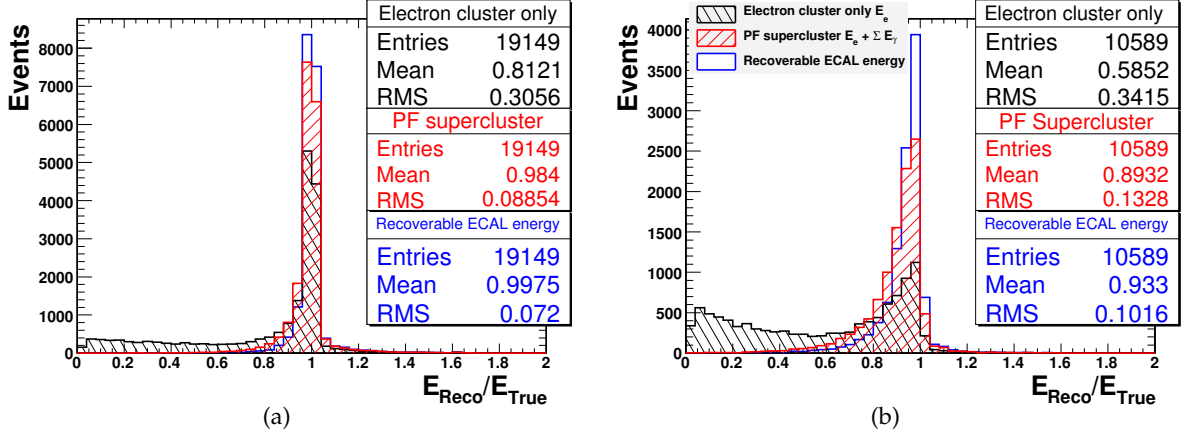 Events
8000
7000
6000
5000
4000
3000
2000
1000
0
0 0.2 0.4 0.6 0.8 1 1.2 1.4 1.6 1.8 2
E_Reco/E_True
Electron cluster only
Entries 19149
Mean 0.8121
RMS 0.3056
PF supercluster
Entries 19149
Mean 0.984
RMS 0.08854
Recoverable ECAL energy
Entries 19149
Mean 0.9975
RMS 0.072
(a)
Events
4000
3500
3000
2500
2000
1500
1000
500
0
0 0.2 0.4 0.6 0.8 1 1.2 1.4 1.6 1.8 2
E_Reco/E_True
Electron cluster only E_e
PF supercluster E_e + Σ E_γ
Recoverable ECAL energy
Electron cluster only
Entries 10589
Mean 0.5852
RMS 0.3415
PF Supercluster
Entries 10589
Mean 0.8932
RMS 0.1328
Recoverable ECAL energy
Entries 10589
Mean 0.933
RMS 0.1016
(b)